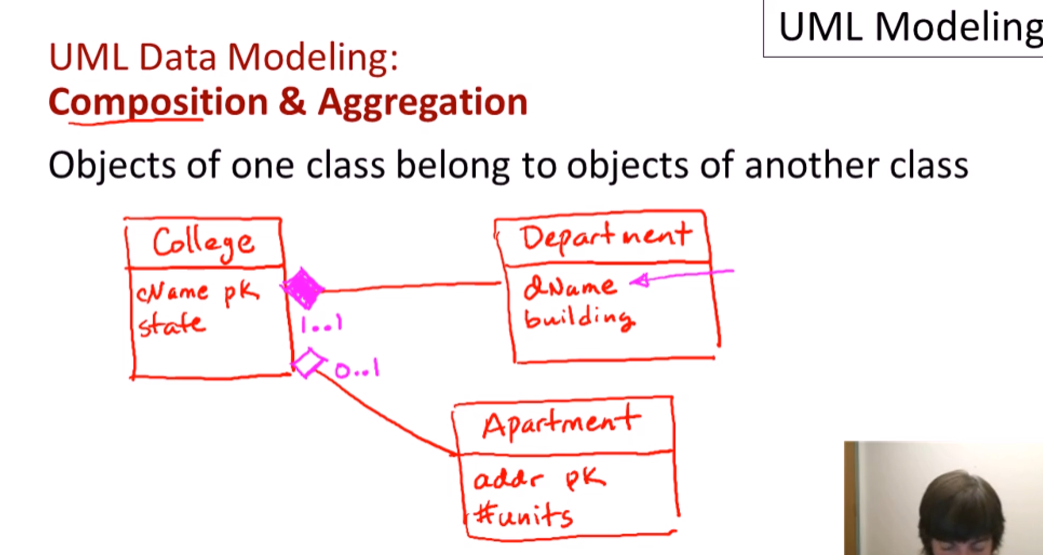 UML Modeling
UML Data Modeling:
Composition & Aggregation
Objects of one class belong to objects of another class
College
cName pk
state
1..1
0..1
Department
dName
building
Apartment
addr pk
#units